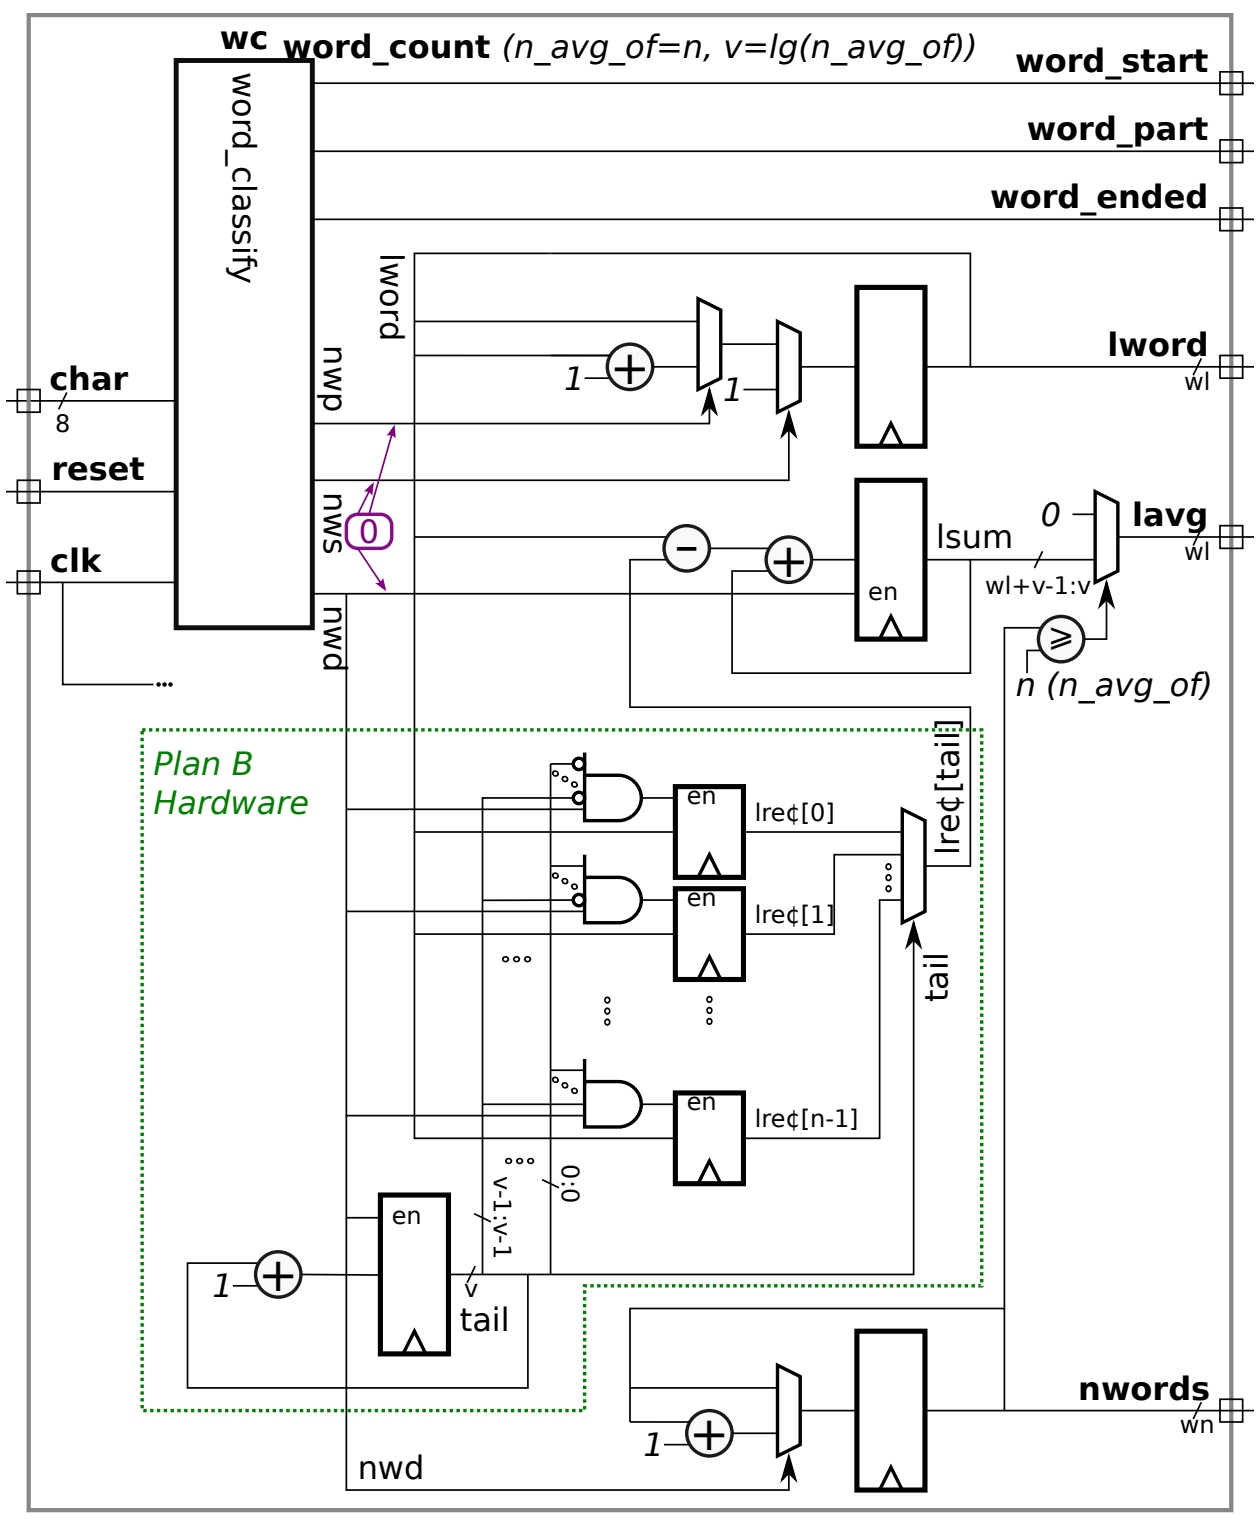 wc word_count (n_avg_of=n, v=lg(n_avg_of))
word_start
word_classify
word_part
word_ended
lword
nwp
lword
wl
char
8
1
1
reset
nws
0
0
lavg
wl
lsum
clk
wl+v-1:v
en
nwd
≥
n (n_avg_of)
...
Plan B
Hardware
lre¢[tail]
en
lre¢[0]
en
lre¢[1]
tail
en
lre¢[n-1]
0:0
v-1:v-1
en
1
v
tail
nwords
wn
1
nwd